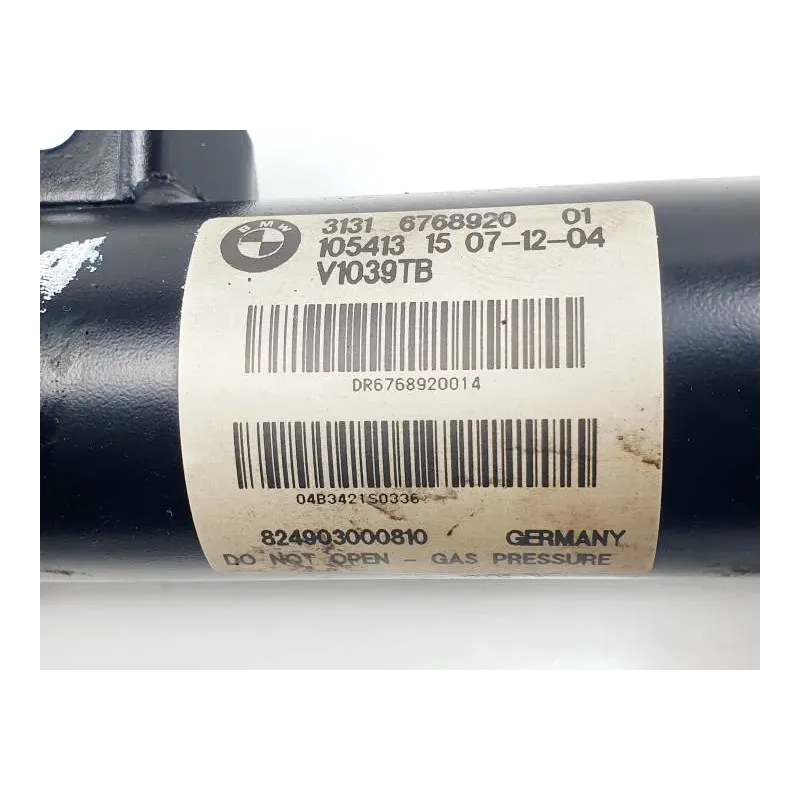 BMW
3131 6768920 01
105413 15 07-12-04
V1039TB
DR6768920014
04B3421S0336
824903000810 GERMANY
DO NOT OPEN - GAS PRESSURE